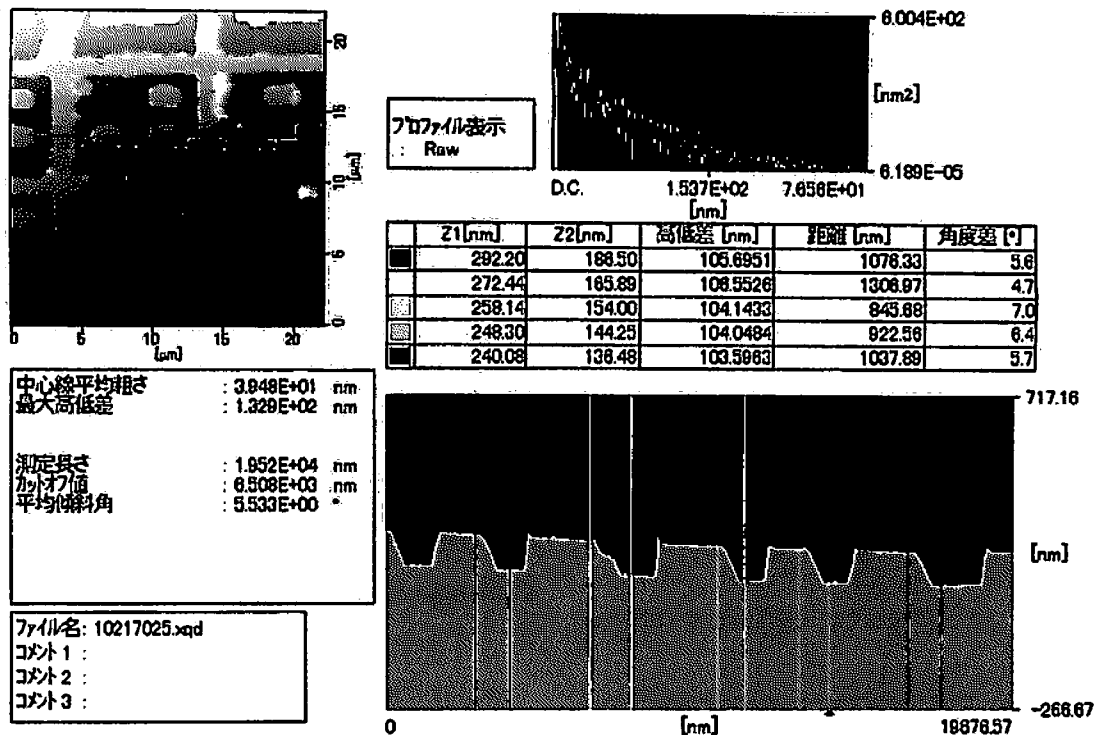 20
15
10
5
0
[μm]
0 5 10 15 20
[μm]
プロファイル表示
: Raw
6.004E+02
[nm2]
6.189E-05
D.C. 1.537E+02 7.656E+01
[nm]
Z1[nm] Z2[nm] 高低差 [nm] 距離 [nm] 角度差 [°]
292.20 186.50 105.6951 1076.33 5.6
272.44 165.89 106.5526 1306.97 4.7
258.14 154.00 104.1433 845.68 7.0
248.30 144.25 104.0484 922.56 6.4
240.08 136.48 103.5963 1037.89 5.7
中心線平均粗さ : 3.948E+01 nm
最大高低差 : 1.329E+02 nm
測定長さ : 1.952E+04 nm
カットオフ値 : 6.508E+03 nm
平均傾斜角 : 5.533E+00 °
717.16
[nm]
-266.67
0 [nm] 19676.57
ファイル名: 10217025.xqd
コメント 1 :
コメント 2 :
コメント 3 :